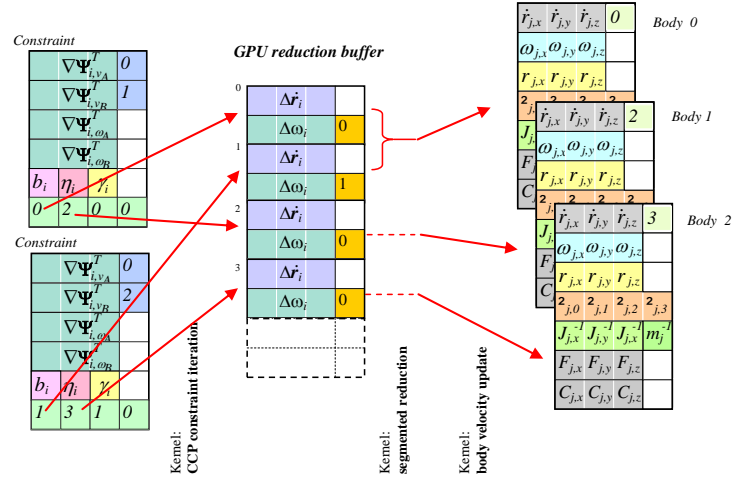 Constraint
∇Ψ^T_{i,v_A} 0
∇Ψ^T_{i,v_B} 1
∇Ψ^T_{i,ω_A}
∇Ψ^T_{i,ω_B}
b_i η_i γ_i
0 2 0 0
Constraint
∇Ψ^T_{i,v_A} 0
∇Ψ^T_{i,v_B} 2
∇Ψ^T_{i,ω_A}
∇Ψ^T_{i,ω_B}
b_i η_i γ_i
1 3 1 0
Kernel:
CCP constraint iteration
GPU reduction buffer
0
Δṙ_i
Δω_i 0
1
Δṙ_i
Δω_i 1
2
Δṙ_i
Δω_i 0
3
Δṙ_i
Δω_i 0
Kernel:
segmented reduction
Kernel:
body velocity update
Body 0
ṙ_{j,x} ṙ_{j,y} ṙ_{j,z} 0
ω_{j,x} ω_{j,y} ω_{j,z}
r_{j,x} r_{j,y} r_{j,z}
Body 1
ṙ_{j,x} ṙ_{j,y} ṙ_{j,z} 2
ω_{j,x} ω_{j,y} ω_{j,z}
r_{j,x} r_{j,y} r_{j,z}
Body 2
ṙ_{j,x} ṙ_{j,y} ṙ_{j,z} 3
ω_{j,x} ω_{j,y} ω_{j,z}
r_{j,x} r_{j,y} r_{j,z}
²_{j,0} ²_{j,1} ²_{j,2} ²_{j,3}
J^{-1}_{j,x} J^{-1}_{j,y} J^{-1}_{j,x} m^{-1}_j
F_{j,x} F_{j,y} F_{j,z}
C_{j,x} C_{j,y} C_{j,z}